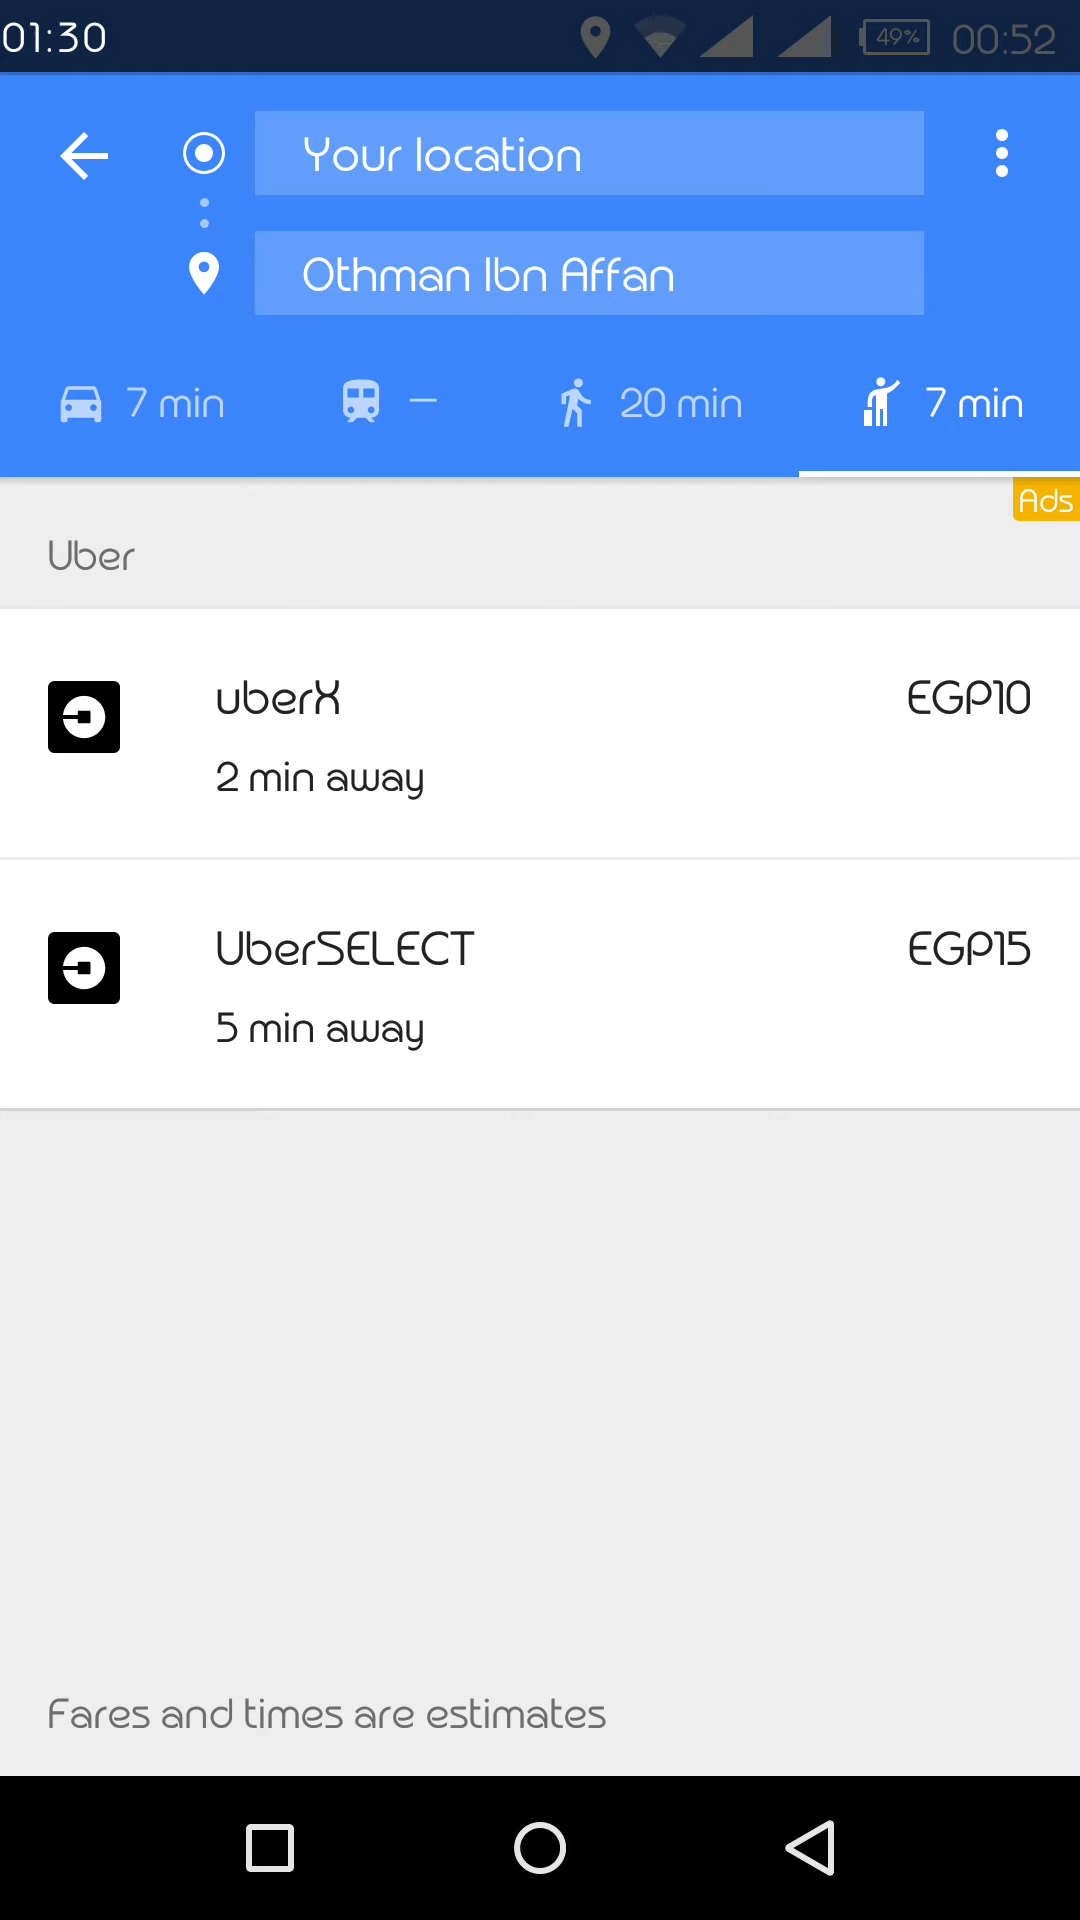 01:30 49% 00:52
Your location
Othman Ibn Affan
7 min — 20 min 7 min
Ads
Uber
uberX EGP10
2 min away
UberSELECT EGP15
5 min away
Fares and times are estimates